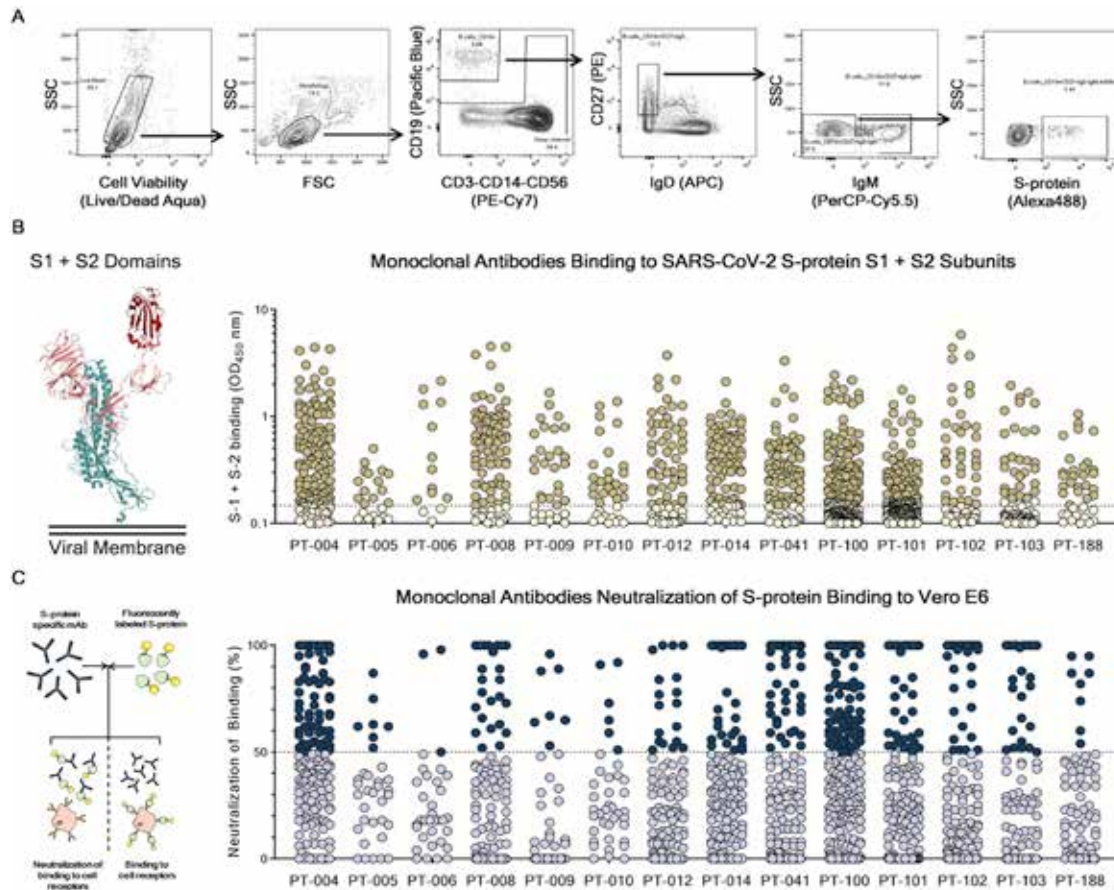 A
SSC
Cell Viability
(Live/Dead Aqua)
SSC
FSC
CD19 (Pacific Blue)
CD3-CD14-CD56
(PE-Cy7)
CD27 (PE)
IgD (APC)
SSC
IgM
(PerCP-Cy5.5)
SSC
S-protein
(Alexa488)
B
S1 + S2 Domains
Viral Membrane
Monoclonal Antibodies Binding to SARS-CoV-2 S-protein S1 + S2 Subunits
S-1 + S-2 binding (OD450 nm)
10
1
0.1
PT-004 PT-005 PT-006 PT-008 PT-009 PT-010 PT-012 PT-014 PT-041 PT-100 PT-101 PT-102 PT-103 PT-188
C
S-protein
specific mAb
Fluorescently
labeled S-protein
Neutralization of
binding to cell
receptors
Binding to
cell receptors
Monoclonal Antibodies Neutralization of S-protein Binding to Vero E6
Neutralization of Binding (%)
100
50
0
PT-004 PT-005 PT-006 PT-008 PT-009 PT-010 PT-012 PT-014 PT-041 PT-100 PT-101 PT-102 PT-103 PT-188